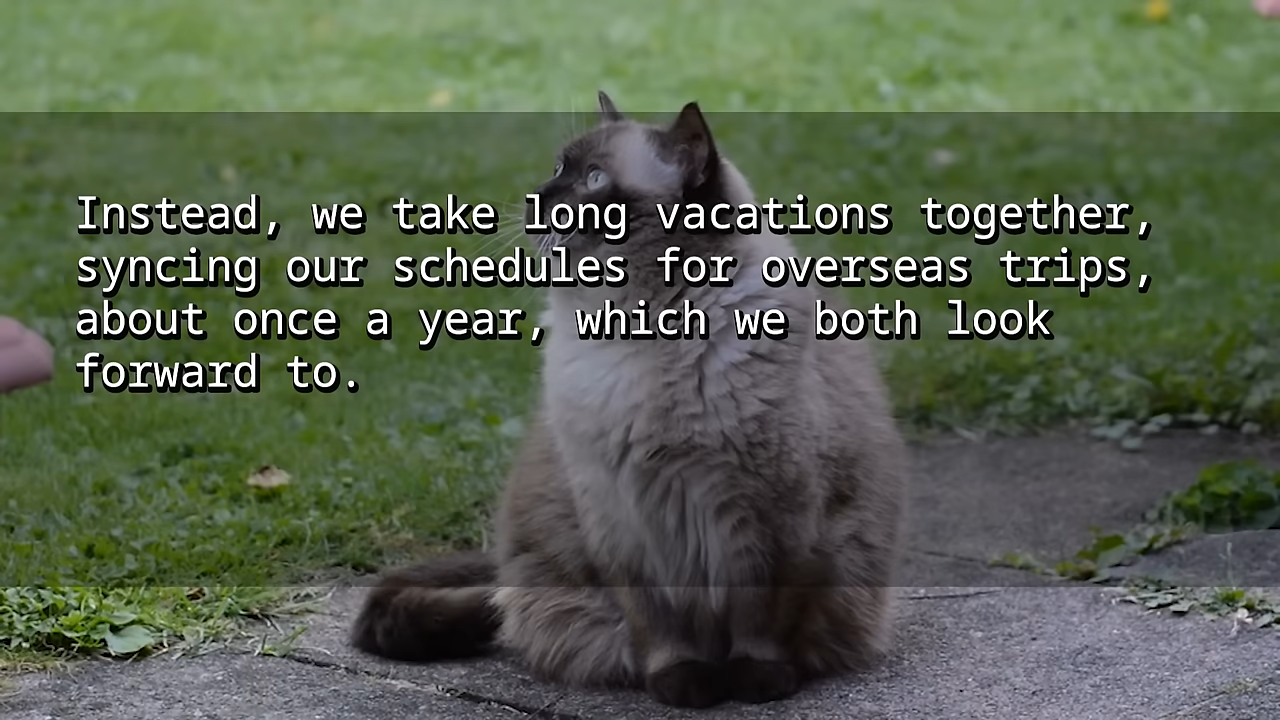 Instead, we take long vacations together,
syncing our schedules for overseas trips,
about once a year, which we both look
forward to.